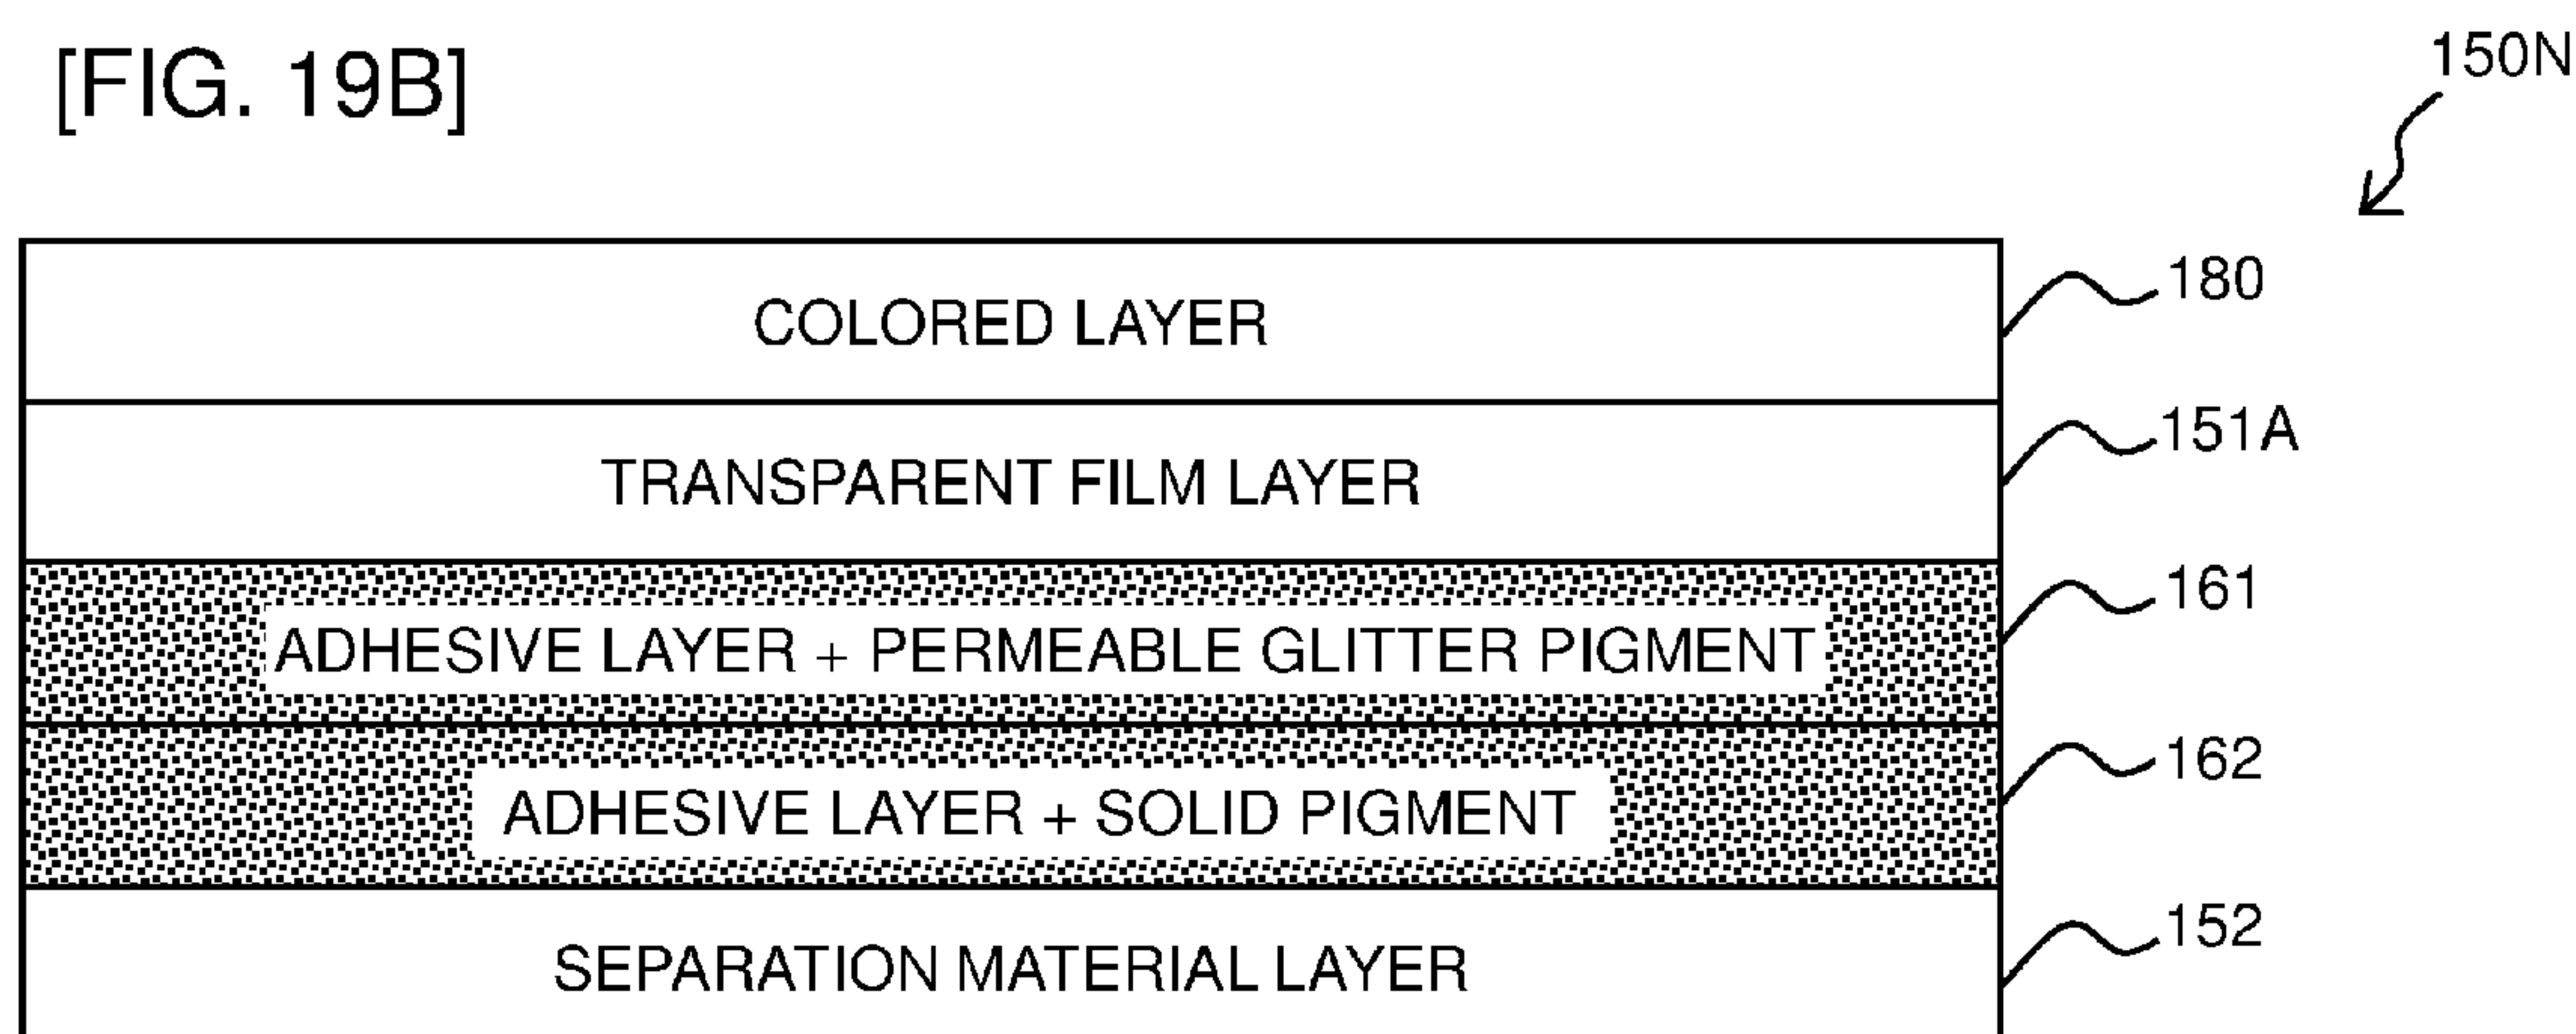 [FIG. 19B]
150N
COLORED LAYER
180
TRANSPARENT FILM LAYER
151A
ADHESIVE LAYER + PERMEABLE GLITTER PIGMENT
161
ADHESIVE LAYER + SOLID PIGMENT
162
SEPARATION MATERIAL LAYER
152